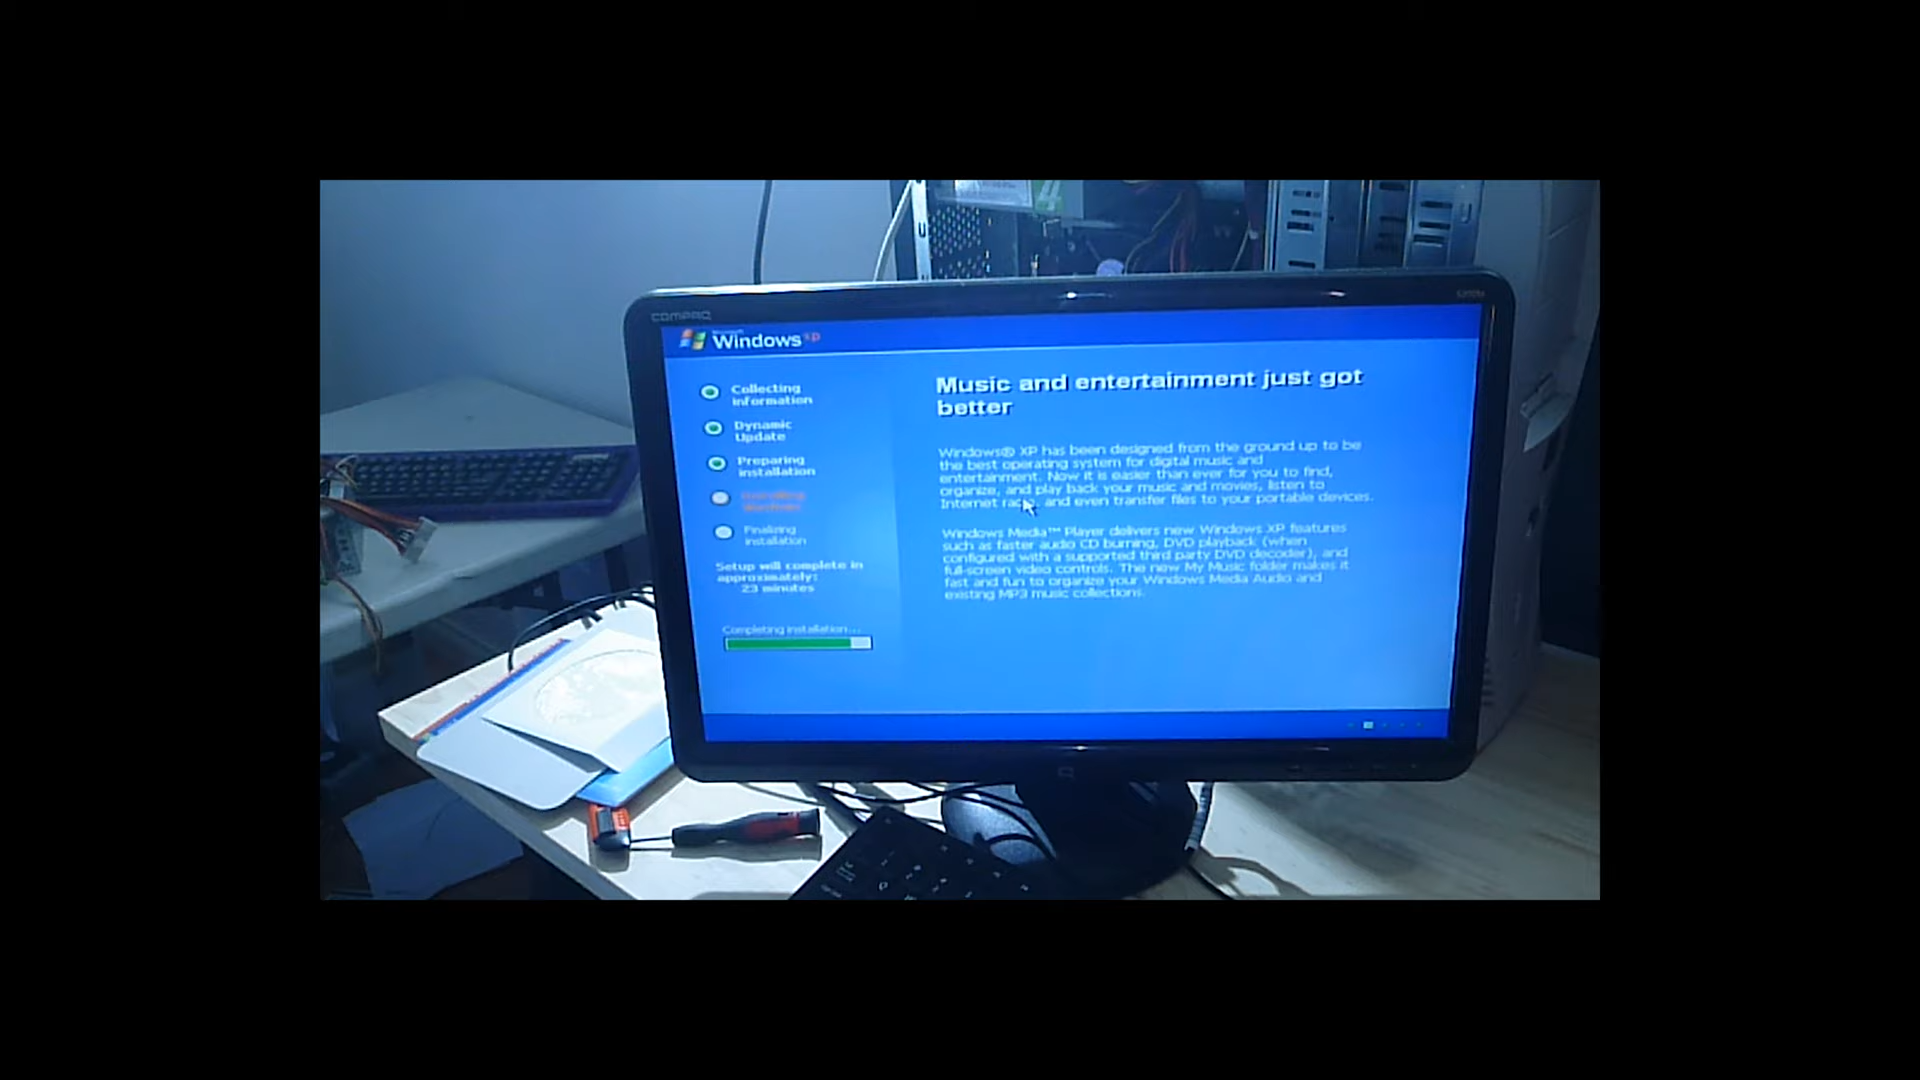 4
COMPAQ
Microsoft
Windows xp
Collecting
information
Dynamic
Update
Preparing
installation
Installing
Windows
Finalizing
installation
Setup will complete in
approximately:
23 minutes
Completing installation...
Music and entertainment just got
better
Windows® XP has been designed from the ground up to be
the best operating system for digital music and
entertainment. Now it is easier than ever for you to find,
organize, and play back your music and movies, listen to
Internet radio, and even transfer files to your portable devices.
Windows Media™ Player delivers new Windows XP features
such as faster audio CD burning, DVD playback (when
configured with a supported third party DVD decoder), and
full-screen video controls. The new My Music folder makes it
fast and fun to organize your Windows Media Audio and
existing MP3 music collections.